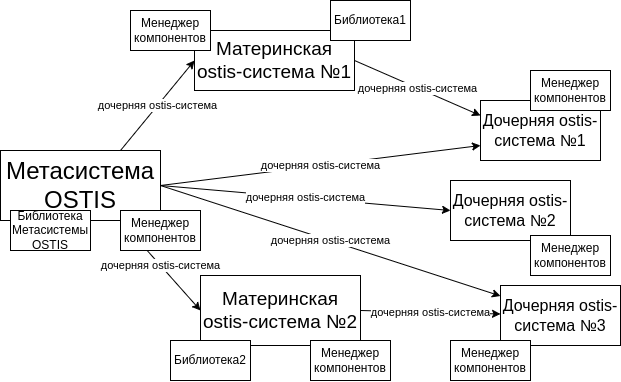 Менеджер
компонентов
Библиотека1
Материнская
ostis-система №1
дочерняя ostis-система
дочерняя ostis-система
Менеджер
компонентов
Дочерняя ostis-
система №1
Метасистема
OSTIS
Библиотека
Метасистемы
OSTIS
Менеджер
компонентов
дочерняя ostis-система
дочерняя ostis-система
дочерняя ostis-система
Дочерняя ostis-
система №2
Менеджер
компонентов
дочерняя ostis-система
Материнская
ostis-система №2
Библиотека2
Менеджер
компонентов
дочерняя ostis-система
Дочерняя ostis-
система №3
Менеджер
компонентов